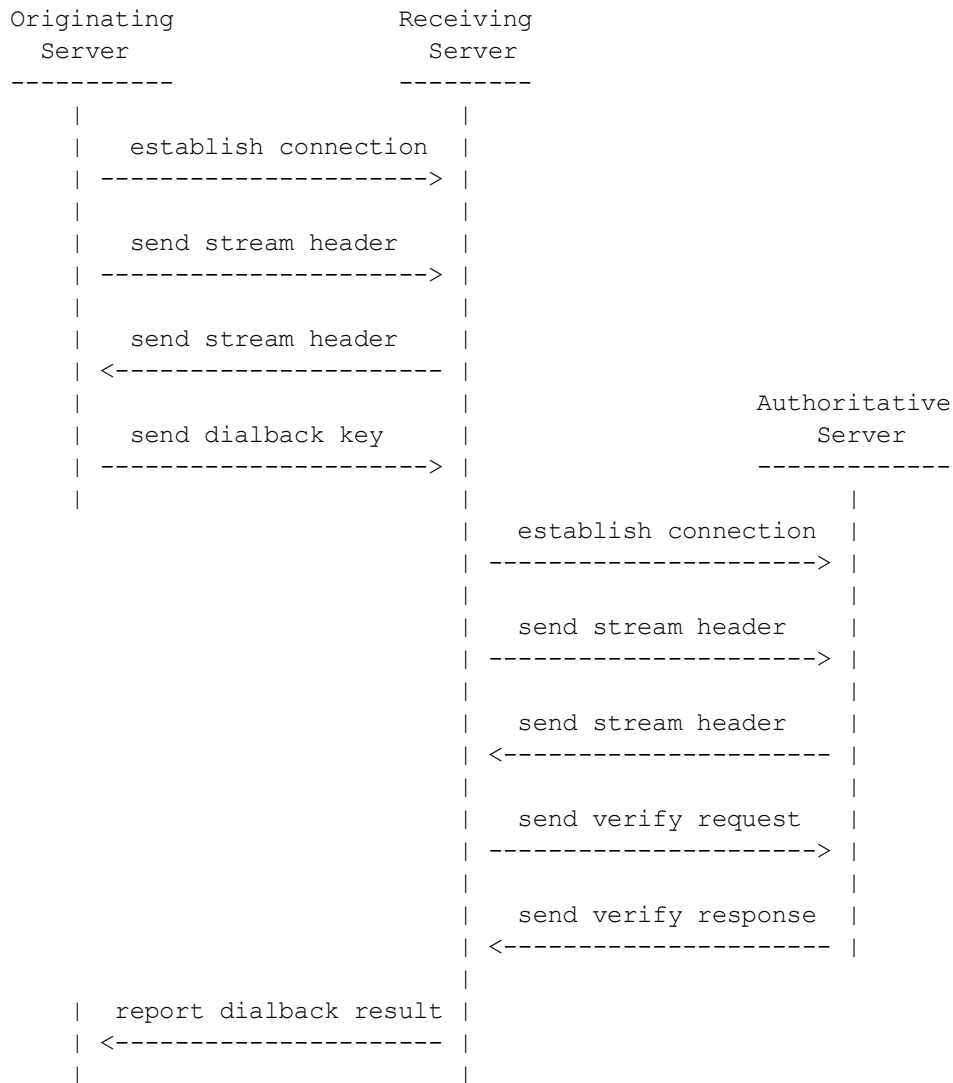 Originating                Receiving
  Server                    Server
-----------               ---------
    |                         |
    |   establish connection  |
    | ----------------------> |
    |                         |
    |   send stream header    |
    | ----------------------> |
    |                         |
    |   send stream header    |
    | <---------------------- |
    |                         |                   Authoritative
    |   send dialback key     |                       Server
    | ----------------------> |                   -------------
    |                         |                         |
                              |   establish connection  |
                              | ----------------------> |
                              |                         |
                              |   send stream header    |
                              | ----------------------> |
                              |                         |
                              |   send stream header    |
                              | <---------------------- |
                              |                         |
                              |   send verify request   |
                              | ----------------------> |
                              |                         |
                              |   send verify response  |
                              | <---------------------- |
                              |
    |  report dialback result |
    | <---------------------- |
    |                         |